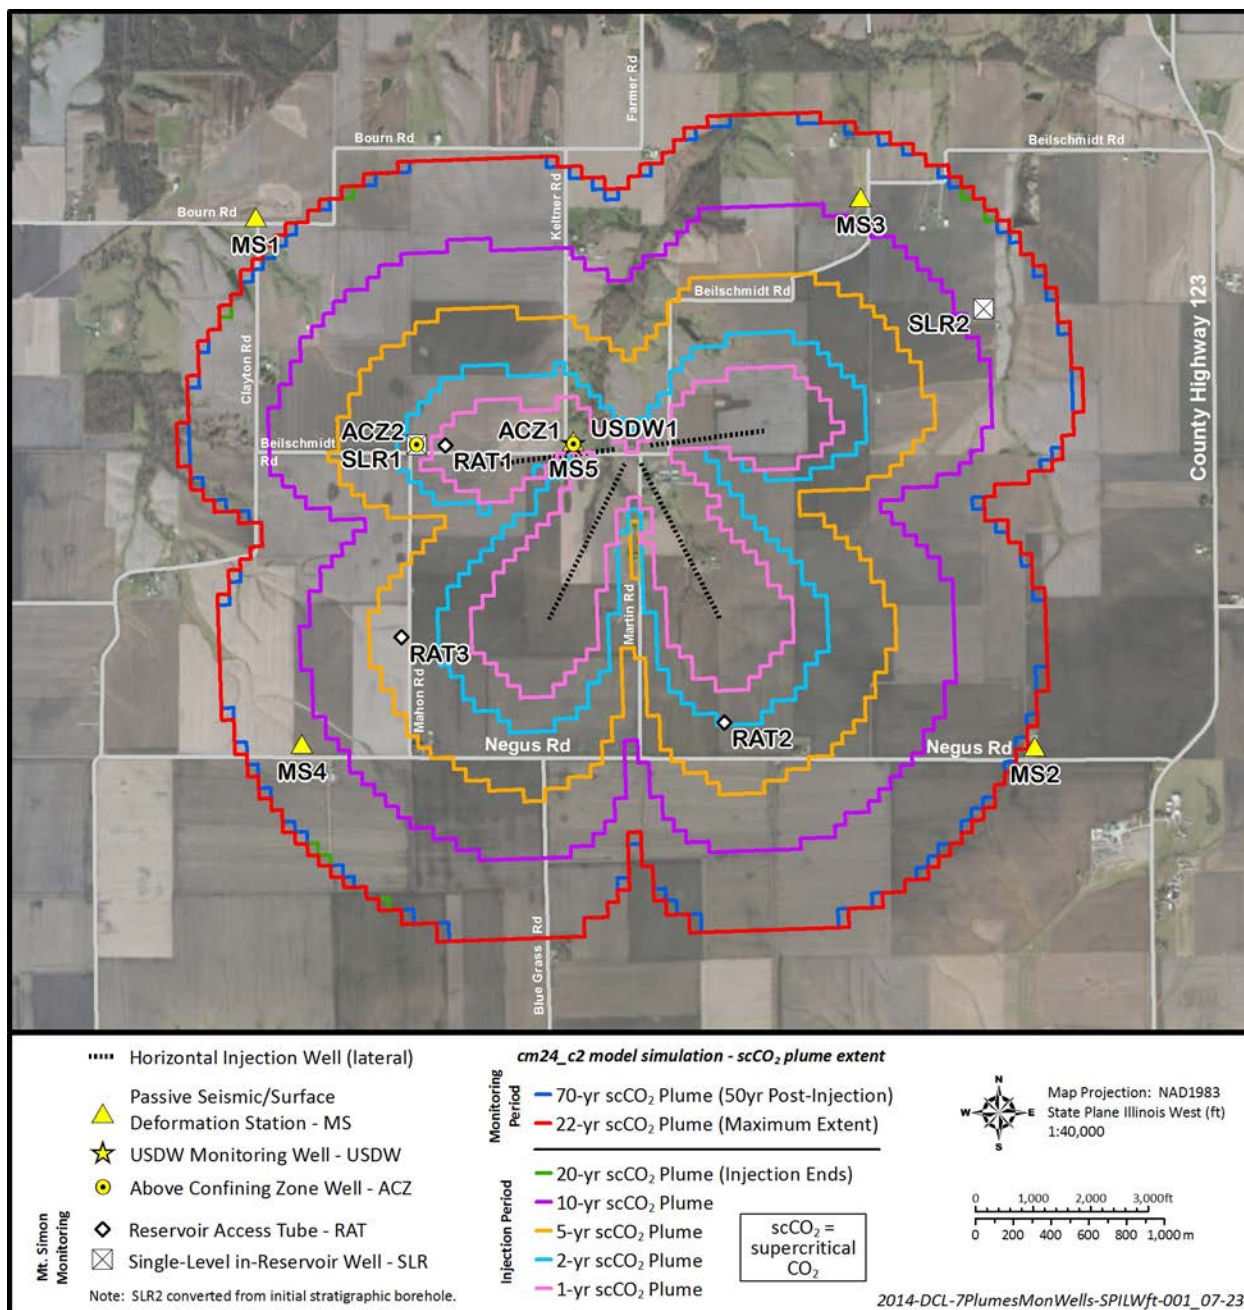 Farmer Rd
Bourn Rd
Beilschmidt Rd
Bourn Rd
Keltner Rd
MS1
MS3
Beilschmidt Rd
SLR2
Clayton Rd
County Highway 123
ACZ2
ACZ1
USDW1
Beilschmidt
Rd
SLR1
RAT1
MS5
Martin Rd
RAT3
Mahon Rd
RAT2
Negus Rd
Negus Rd
MS4
MS2
Blue Grass Rd
Horizontal Injection Well (lateral)
Passive Seismic/Surface
Deformation Station - MS
USDW Monitoring Well - USDW
Above Confining Zone Well - ACZ
Mt. Simon
Monitoring
Reservoir Access Tube - RAT
Single-Level in-Reservoir Well - SLR
Note: SLR2 converted from initial stratigraphic borehole.
cm24_c2 model simulation - scCO₂ plume extent
Monitoring
Period
70-yr scCO₂ Plume (50yr Post-Injection)
22-yr scCO₂ Plume (Maximum Extent)
Injection Period
20-yr scCO₂ Plume (Injection Ends)
10-yr scCO₂ Plume
5-yr scCO₂ Plume
2-yr scCO₂ Plume
1-yr scCO₂ Plume
scCO₂ =
supercritical
CO₂
N
W E
S
Map Projection: NAD1983
State Plane Illinois West (ft)
1:40,000
0 1,000 2,000 3,000ft
0 200 400 600 800 1,000 m
2014-DCL-7PlumesMonWells-SPILWft-001_07-23